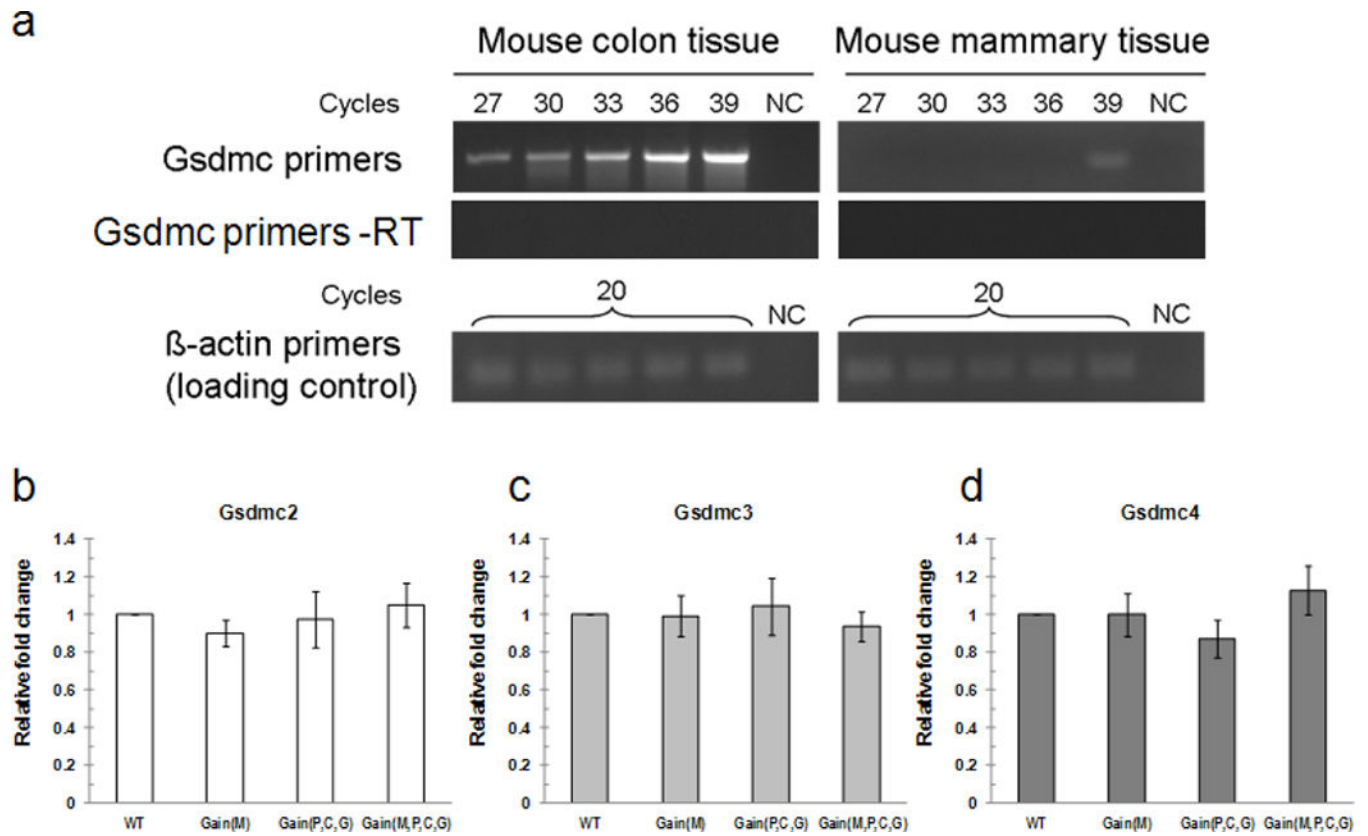 a
Mouse colon tissue Mouse mammary tissue
Cycles 27 30 33 36 39 NC 27 30 33 36 39 NC
Gsdmc primers
Gsdmc primers -RT
Cycles 20 NC 20 NC
ß-actin primers
(loading control)
b
Gsdmc2
Relative fold change
1.4
1.2
1
0.8
0.6
0.4
0.2
0
WT Gain(M) Gain(P,C,G) Gain(M,P,C,G)
c
Gsdmc3
Relative fold change
1.4
1.2
1
0.8
0.6
0.4
0.2
0
WT Gain(M) Gain(P,C,G) Gain(M,P,C,G)
d
Gsdmc4
Relative fold change
1.4
1.2
1
0.8
0.6
0.4
0.2
0
WT Gain(M) Gain(P,C,G) Gain(M,P,C,G)